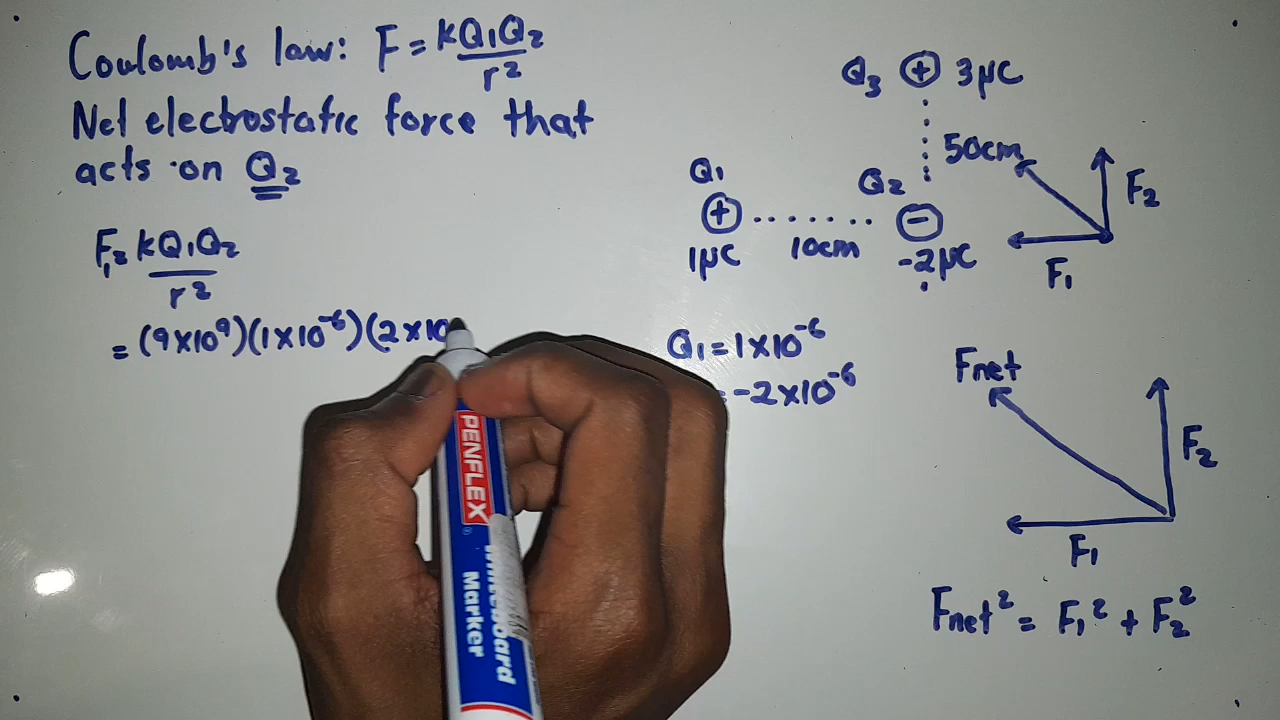 Coulomb's law: F = kQ₁Q₂
r²
Net electrostatic force that
acts on Q₂
F₁ = kQ₁Q₂
r²
= (9×10⁹)(1×10⁻⁶)(2×10
Q₃ + 3μC
50cm
Q₁ Q₂
+ −
1μC 10cm -2μC
F₂
F₁
Q₁ = 1×10⁻⁶
= -2×10⁻⁶
Fnet
F₂
F₁
Fnet² = F₁² + F₂²
PENFLEX
Whiteboard
Marker